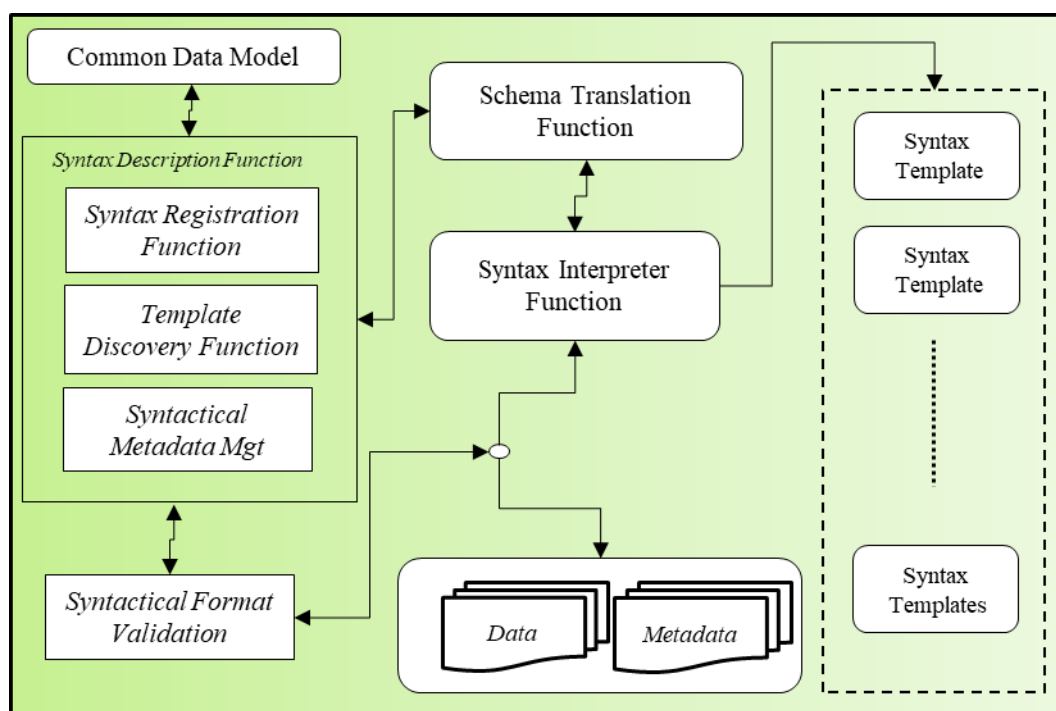 Common Data Model
Syntax Description Function
Syntax Registration
Function
Template
Discovery Function
Syntactical
Metadata Mgt
Syntactical Format
Validation
Schema Translation
Function
Syntax Interpreter
Function
Data
Metadata
Syntax
Template
Syntax
Template
Syntax
Templates